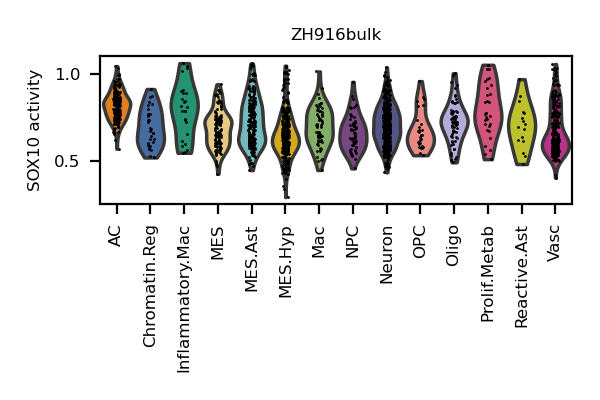 ZH916bulk
SOX10 activity
1.0
0.5
AC
Chromatin.Reg
Inflammatory.Mac
MES
MES.Ast
MES.Hyp
Mac
NPC
Neuron
OPC
Oligo
Prolif.Metab
Reactive.Ast
Vasc